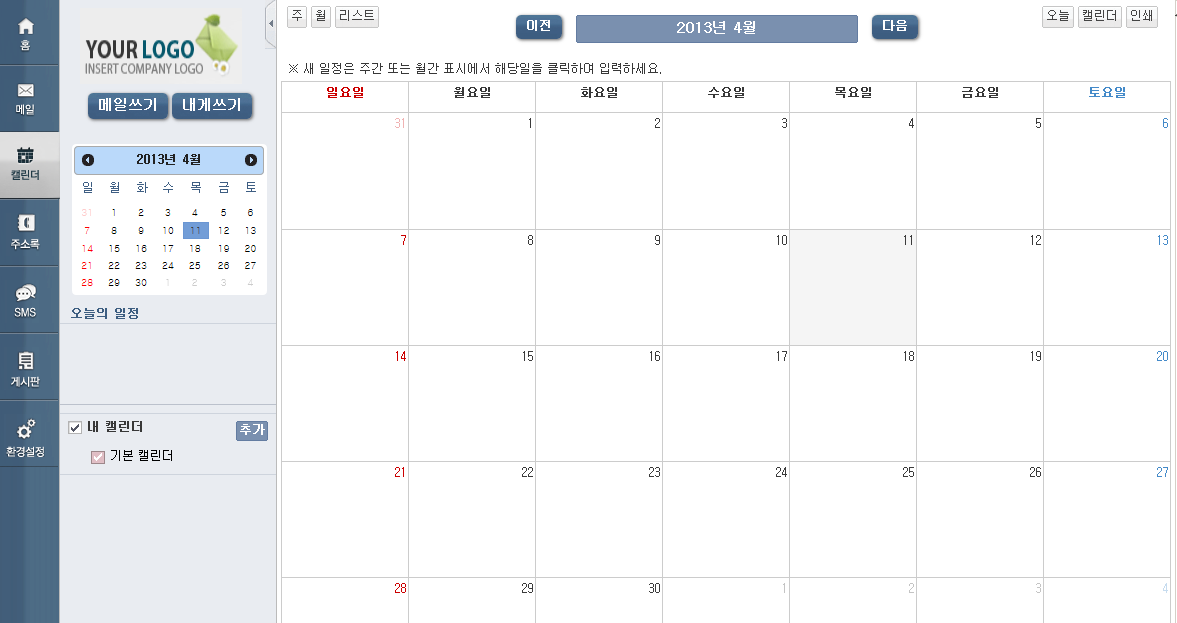 홈
메일
캘린더
주소록
SMS
게시판
환경설정
YOUR LOGO
INSERT COMPANY LOGO
메일쓰기 내게쓰기
2013년 4월
일 월 화 수 목 금 토
31 1 2 3 4 5 6
7 8 9 10 11 12 13
14 15 16 17 18 19 20
21 22 23 24 25 26 27
28 29 30 1 2 3 4
오늘의 일정
내 캘린더 추가
기본 캘린더
주 월 리스트 이전 2013년 4월 다음 오늘 캘린더 인쇄
※ 새 일정은 주간 또는 월간 표시에서 해당일을 클릭하며 입력하세요.
일요일 월요일 화요일 수요일 목요일 금요일 토요일
31 1 2 3 4 5 6
7 8 9 10 11 12 13
14 15 16 17 18 19 20
21 22 23 24 25 26 27
28 29 30 1 2 3 4